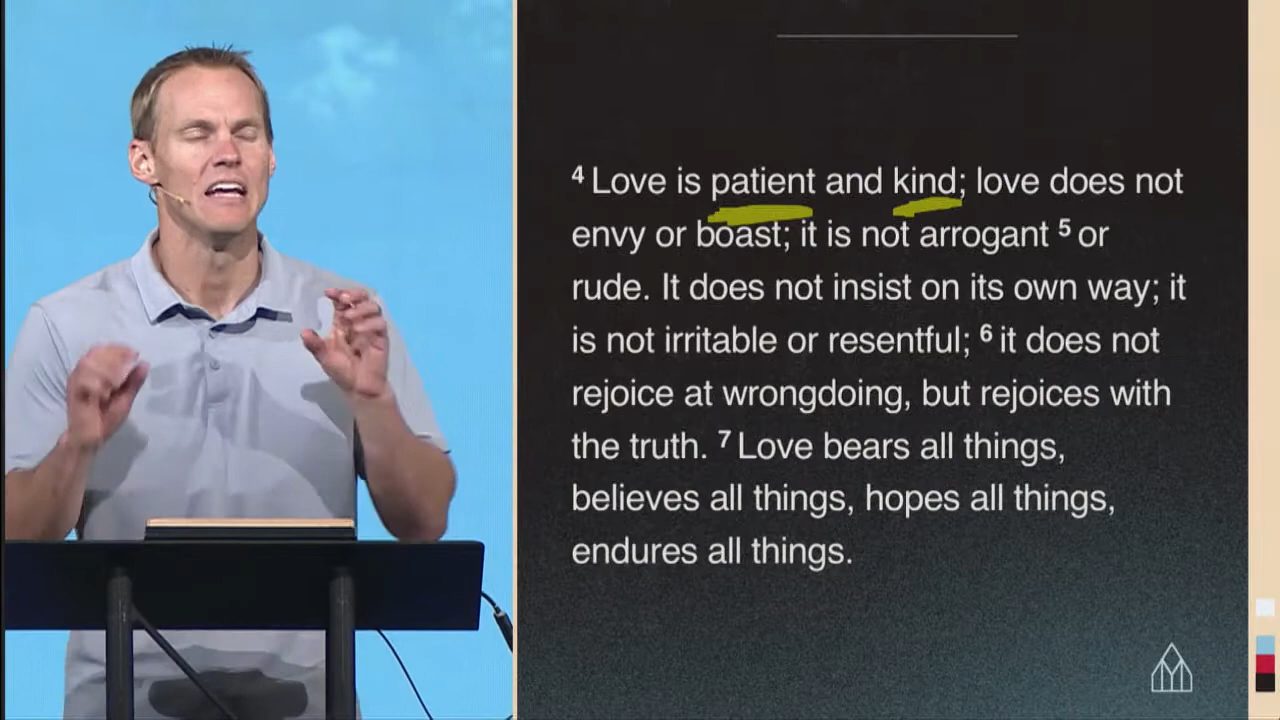 4 Love is patient and kind; love does not
envy or boast; it is not arrogant 5 or
rude. It does not insist on its own way; it
is not irritable or resentful; 6 it does not
rejoice at wrongdoing, but rejoices with
the truth. 7 Love bears all things,
believes all things, hopes all things,
endures all things.